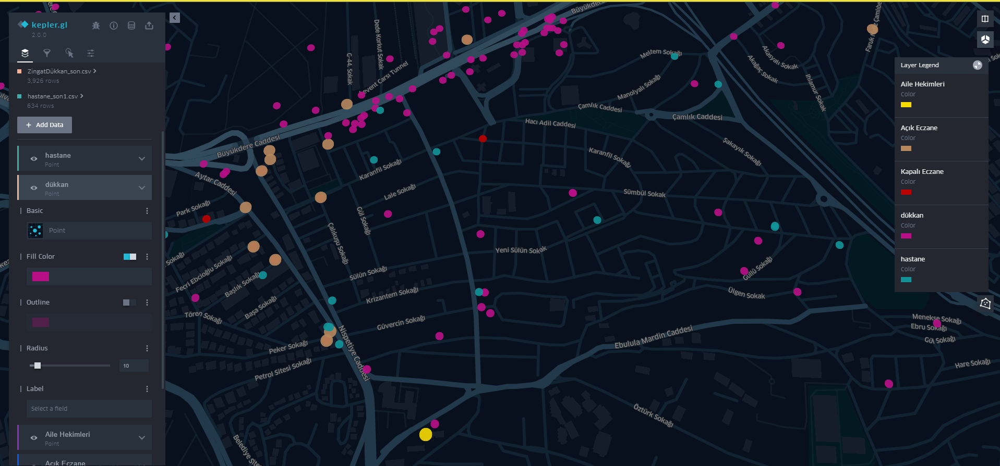 kepler.gl
2.0.0
ZingatDükkan_son.csv
3,926 rows
hastane_son1.csv
634 rows
+ Add Data
hastane
Point
dükkan
Point
Basic
Point
Fill Color
Outline
Radius
10
Label
Select a field
Aile Hekimleri
Point
Açık Eczane
Layer Legend
Aile Hekimleri
Color
Açık Eczane
Color
Kapalı Eczane
Color
dükkan
Color
hastane
Color
Büyükdere
Dede Korkut Sokak
G-44. Sokak
Levent Carsı Tunnel
Büyükdere Caddesi
Aytar Caddesi
Park Sokağı
Karanfil Sokağı
Lale Sokağı
Gül Sokağı
Çalıkuşu Sokağı
Sokağı
Fecri Ebcioğlu Sokağı
Başlık Sokağı
Başa Sokağı
Tören Sokağı
Sülün Sokağı
Krizantem Sokağı
Güvercin Sokağı
Peker Sokağı
Petrol Sitesi Sokağı
Nispetiye Caddesi
Meltem Sokağı
Manolyalı Sokağı
Çamlık Caddesi
Çamlık Caddesi
Hacı Adil Caddesi
Akasyalı Sokak
Akağaç Sokak
Ihlamur Sokak
Karanfil Sokağı
Şakayık Sokağı
Sümbül Sokak
Yeni Sülün Sokak
Güllü Sokağı
Ülgen Sokak
Ebulula Mardin Caddesi
Menekşe Sokağı
Ebru Sokağı
Gül Sokağı
Hare Sokağı
Öztürk Sokağı